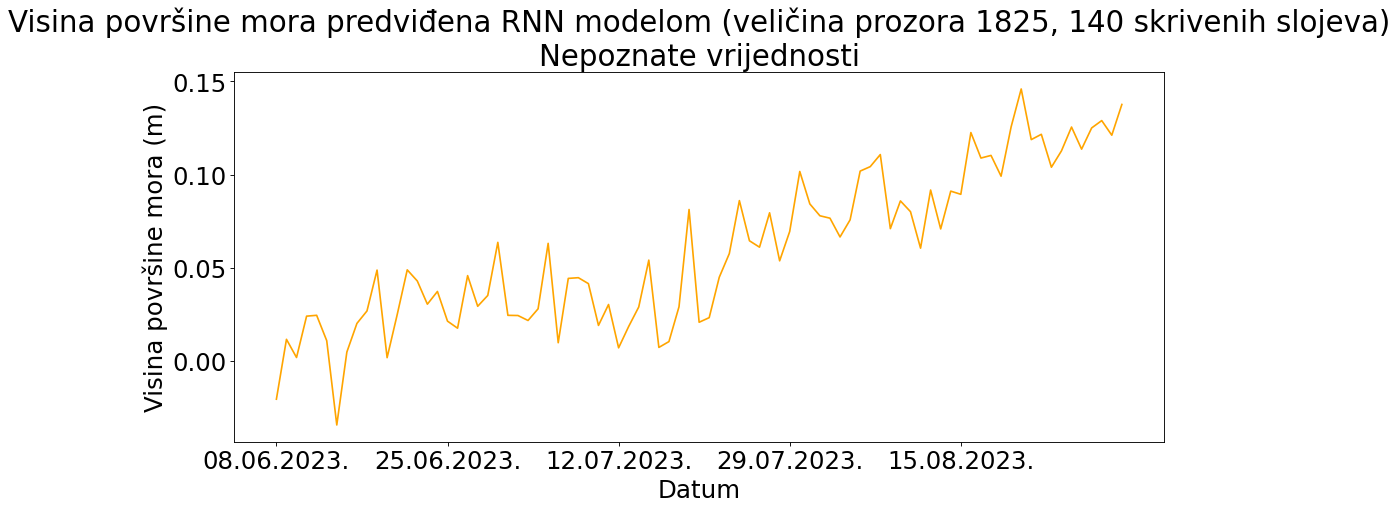 Visina površine mora predviđena RNN modelom (veličina prozora 1825, 140 skrivenih slojeva)
Nepoznate vrijednosti
Visina površine mora (m)
0.15
0.10
0.05
0.00
08.06.2023.
25.06.2023.
12.07.2023.
29.07.2023.
15.08.2023.
Datum